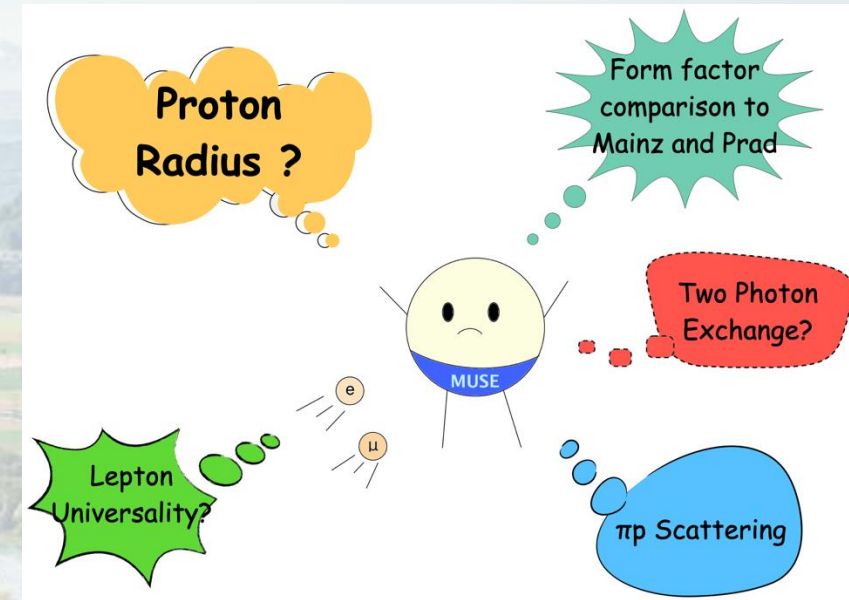 Proton
Radius ?
Form factor
comparison to
Mainz and Prad
Two Photon
Exchange?
MUSE
e
μ
Lepton
Universality?
πp Scattering